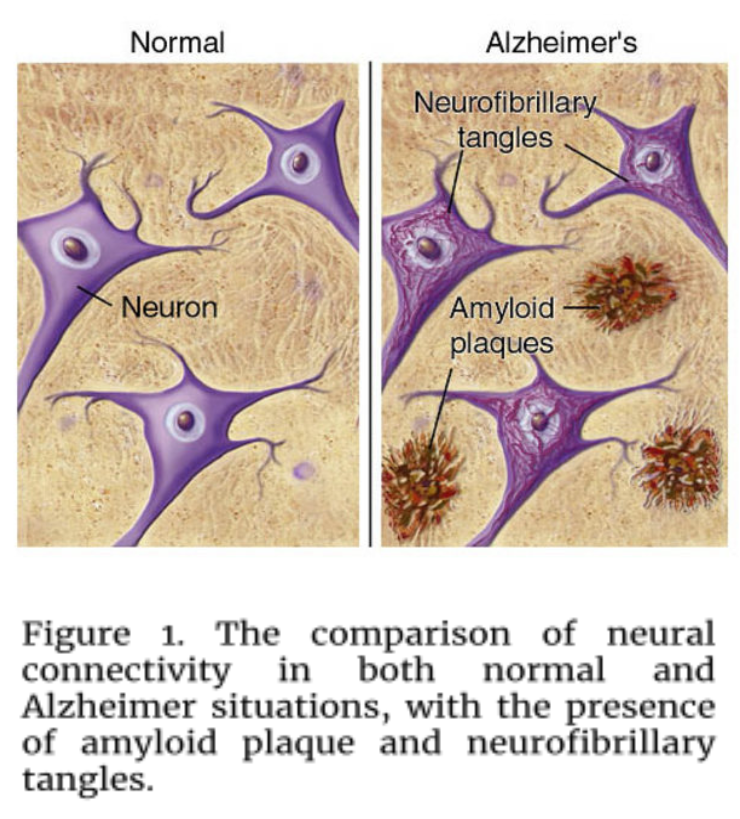 Normal
Alzheimer's
Neurofibrillary
tangles
Neuron
Amyloid
plaques
Figure 1. The comparison of neural
connectivity in both normal and
Alzheimer situations, with the presence
of amyloid plaque and neurofibrillary
tangles.